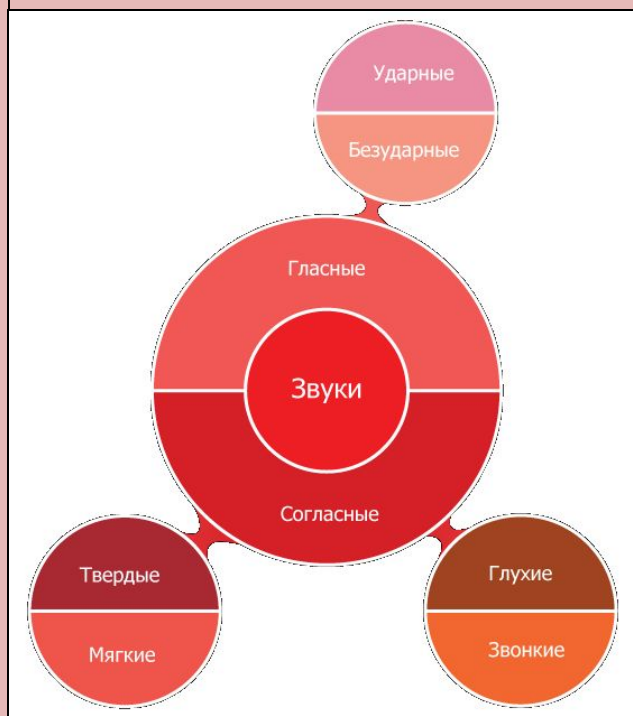 Ударные
Безударные
Гласные
Звуки
Согласные
Твердые
Мягкие
Глухие
Звонкие